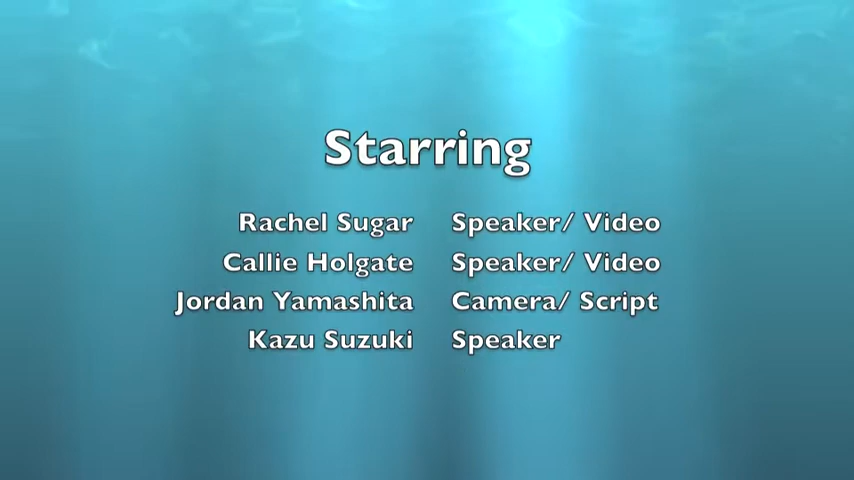 Starring
Rachel Sugar Speaker/ Video
Callie Holgate Speaker/ Video
Jordan Yamashita Camera/ Script
Kazu Suzuki Speaker